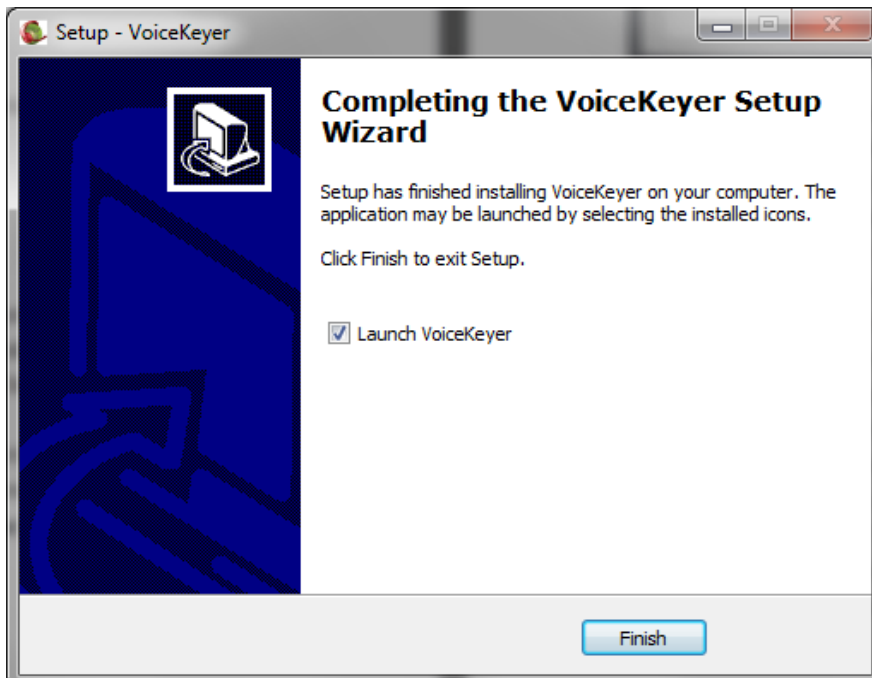 Setup - VoiceKeyer
Completing the VoiceKeyer Setup
Wizard
Setup has finished installing VoiceKeyer on your computer. The
application may be launched by selecting the installed icons.
Click Finish to exit Setup.
Launch VoiceKeyer
Finish